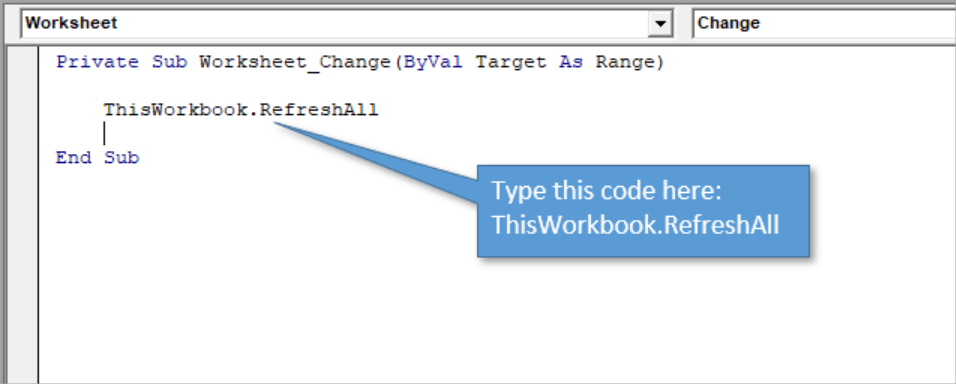 Worksheet
Change
Private Sub Worksheet_Change(ByVal Target As Range)
ThisWorkbook.RefreshAll
End Sub
Type this code here:
ThisWorkbook.RefreshAll